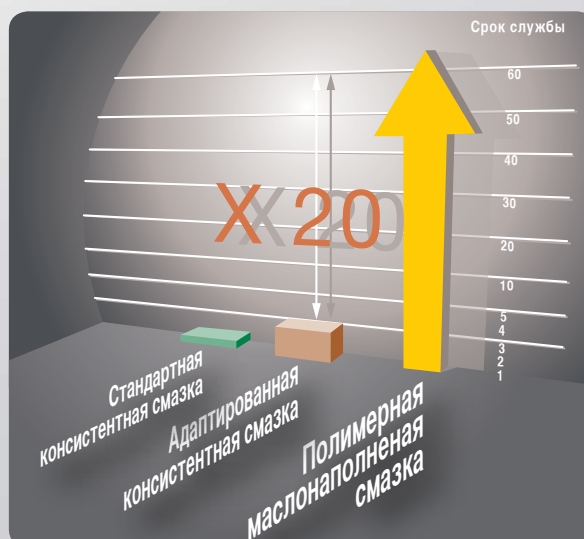 Срок службы
60
50
40
30
20
10
5
4
3
2
1
X 20
Стандартная
консистентная смазка
Адаптированная
консистентная смазка
Полимерная
маслонаполненая
смазка